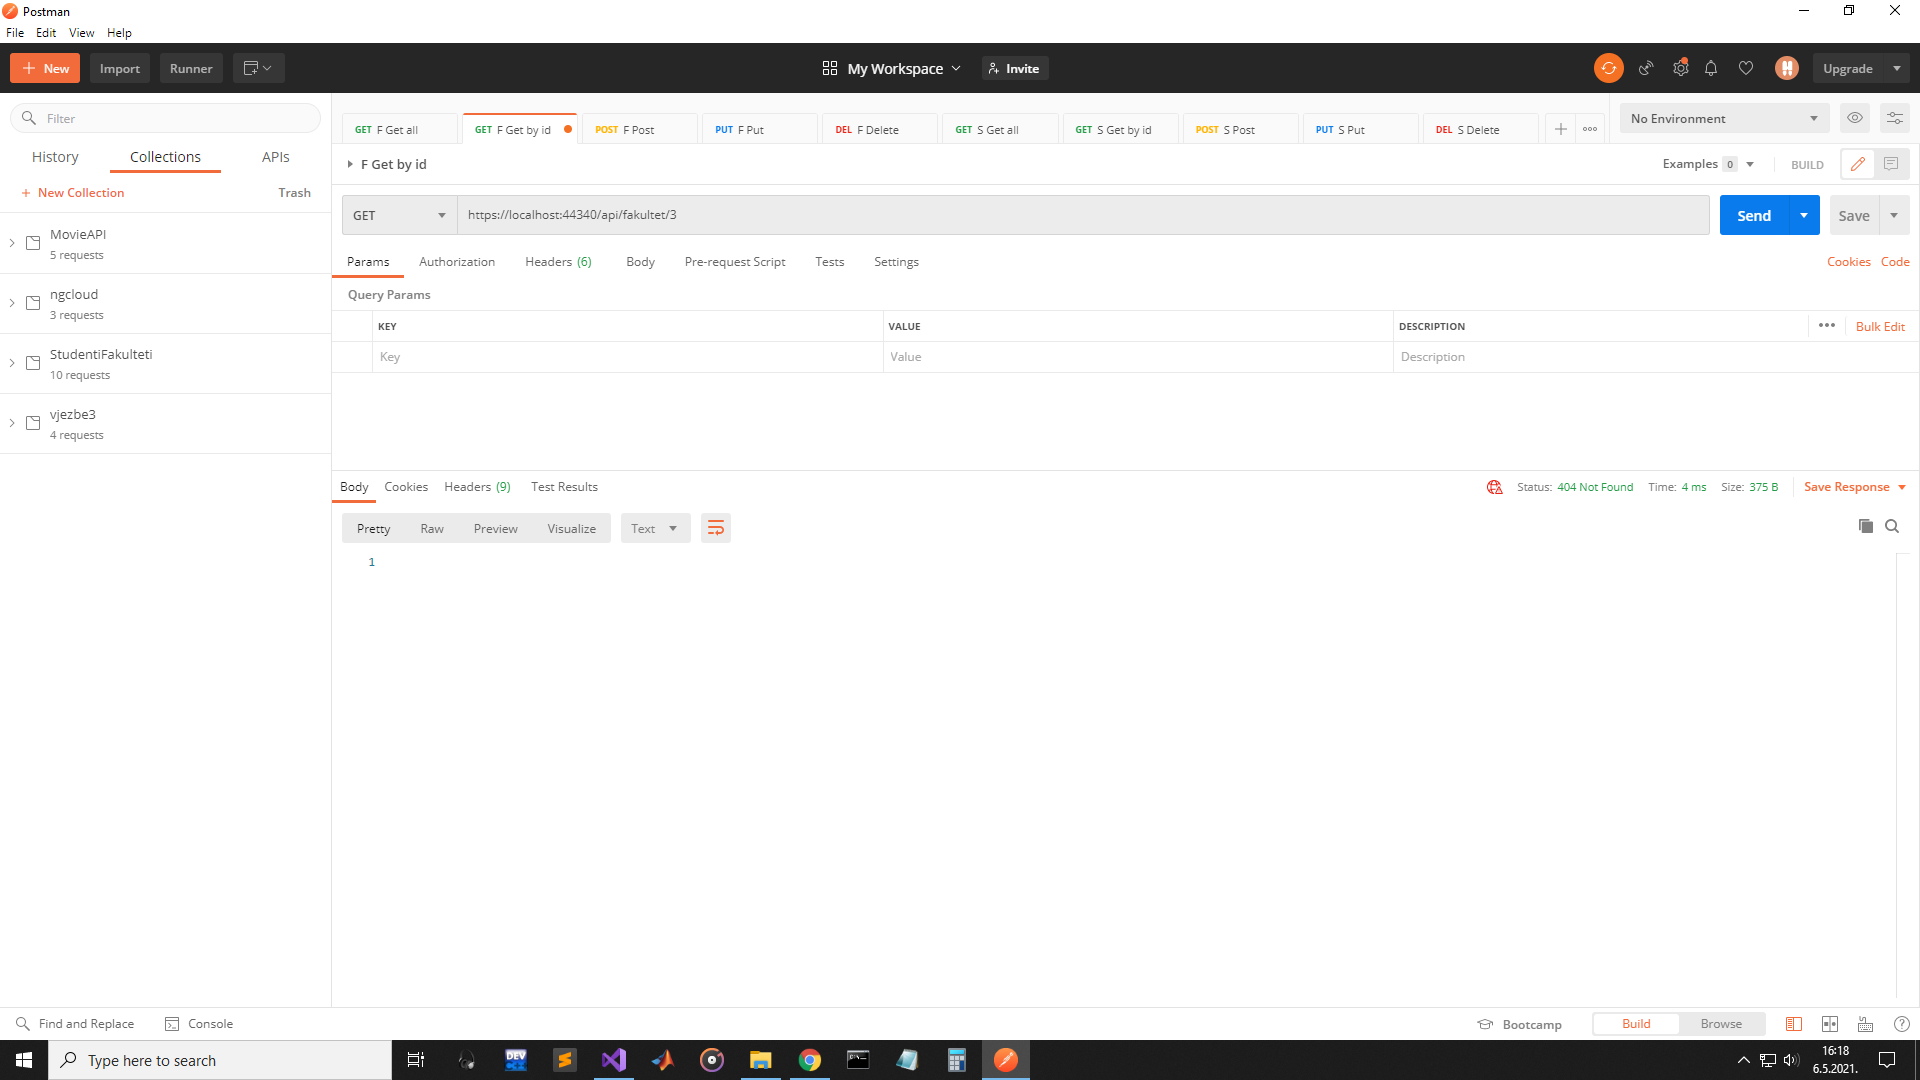 Postman
File Edit View Help
New Import Runner My Workspace Invite Upgrade
Filter
History Collections APIs
+ New Collection Trash
MovieAPI
5 requests
ngcloud
3 requests
StudentiFakulteti
10 requests
vjezbe3
4 requests
GET F Get all GET F Get by id POST F Post PUT F Put DEL F Delete GET S Get all GET S Get by id POST S Post PUT S Put DEL S Delete No Environment
F Get by id Examples 0 BUILD
GET https://localhost:44340/api/fakultet/3 Send Save
Params Authorization Headers (6) Body Pre-request Script Tests Settings Cookies Code
Query Params
KEY VALUE DESCRIPTION Bulk Edit
Key Value Description
Body Cookies Headers (9) Test Results Status: 404 Not Found Time: 4 ms Size: 375 B Save Response
Pretty Raw Preview Visualize Text
1
Find and Replace Console Bootcamp Build Browse
Type here to search DEV 16:18
6.5.2021.